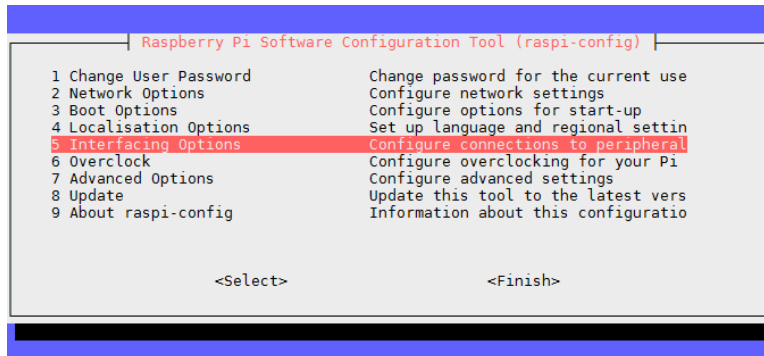 Raspberry Pi Software Configuration Tool (raspi-config)
1 Change User Password Change password for the current use
2 Network Options Configure network settings
3 Boot Options Configure options for start-up
4 Localisation Options Set up language and regional settin
5 Interfacing Options Configure connections to peripheral
6 Overclock Configure overclocking for your Pi
7 Advanced Options Configure advanced settings
8 Update Update this tool to the latest vers
9 About raspi-config Information about this configuratio
<Select> <Finish>